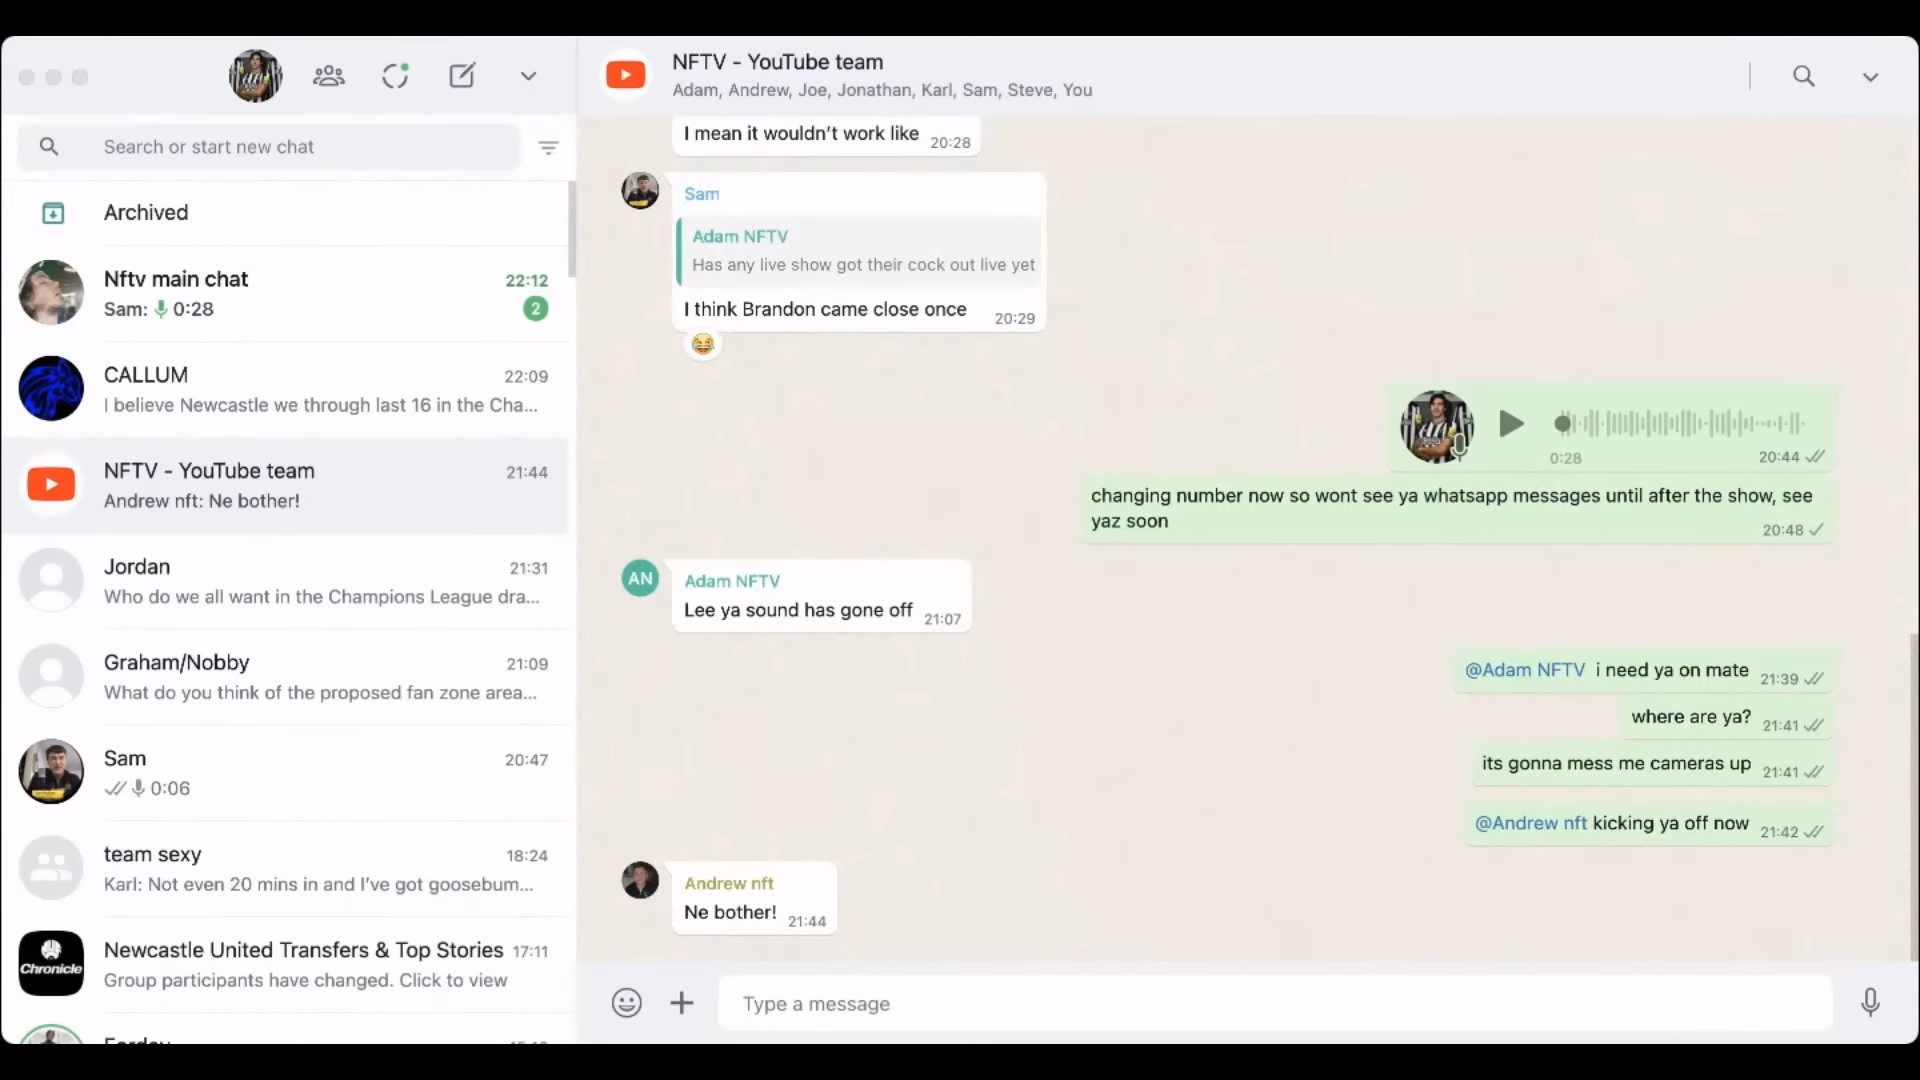 Search or start new chat
Archived
Nftv main chat 22:12
Sam: 0:28 2
CALLUM 22:09
I believe Newcastle we through last 16 in the Cha...
NFTV - YouTube team 21:44
Andrew nft: Ne bother!
Jordan 21:31
Who do we all want in the Champions League dra...
Graham/Nobby 21:09
What do you think of the proposed fan zone area...
Sam 20:47
0:06
team sexy 18:24
Karl: Not even 20 mins in and I've got goosebum...
Chronicle
Newcastle United Transfers & Top Stories 17:11
Group participants have changed. Click to view
NFTV - YouTube team
Adam, Andrew, Joe, Jonathan, Karl, Sam, Steve, You
I mean it wouldn't work like 20:28
Sam
Adam NFTV
Has any live show got their cock out live yet
I think Brandon came close once 20:29
0:28 20:44
changing number now so wont see ya whatsapp messages until after the show, see
yaz soon 20:48
AN
Adam NFTV
Lee ya sound has gone off 21:07
@Adam NFTV i need ya on mate 21:39
where are ya? 21:41
its gonna mess me cameras up 21:41
@Andrew nft kicking ya off now 21:42
Andrew nft
Ne bother! 21:44
Type a message